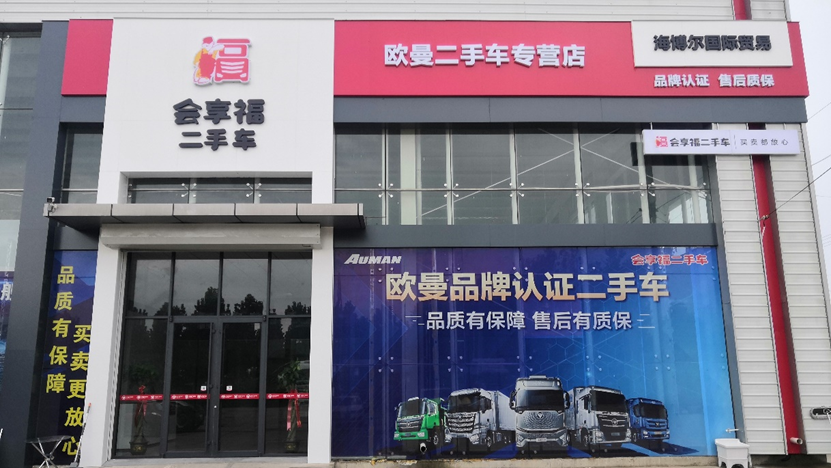 福
会享福
二手车
欧曼二手车专营店
海博尔国际贸易
品牌认证 售后质保
会享福二手车 | 买卖都放心
AUMAN
会享福二手车
欧曼品牌认证二手车
品质有保障 售后有质保
品质有保障
买卖更放心